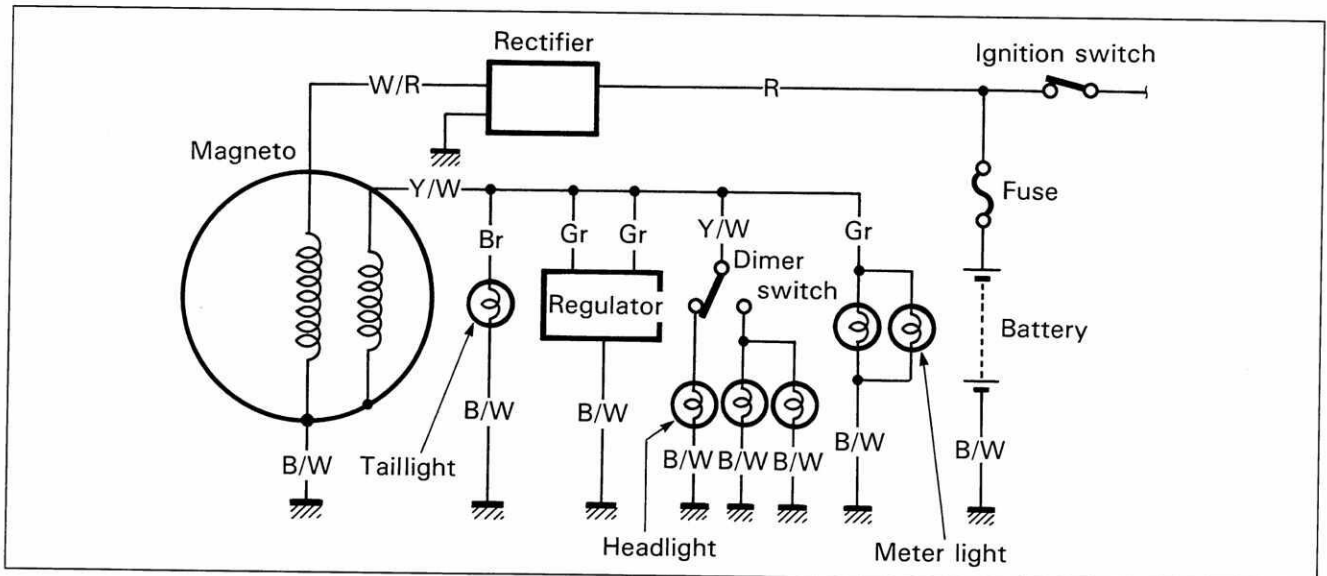 Rectifier
Ignition switch
W/R
R
Magneto
Y/W
Fuse
Br
Gr
Gr
Y/W
Gr
Dimer
switch
Regulator
Battery
B/W
B/W
B/W
B/W
B/W
B/W
B/W
B/W
Taillight
Headlight
Meter light